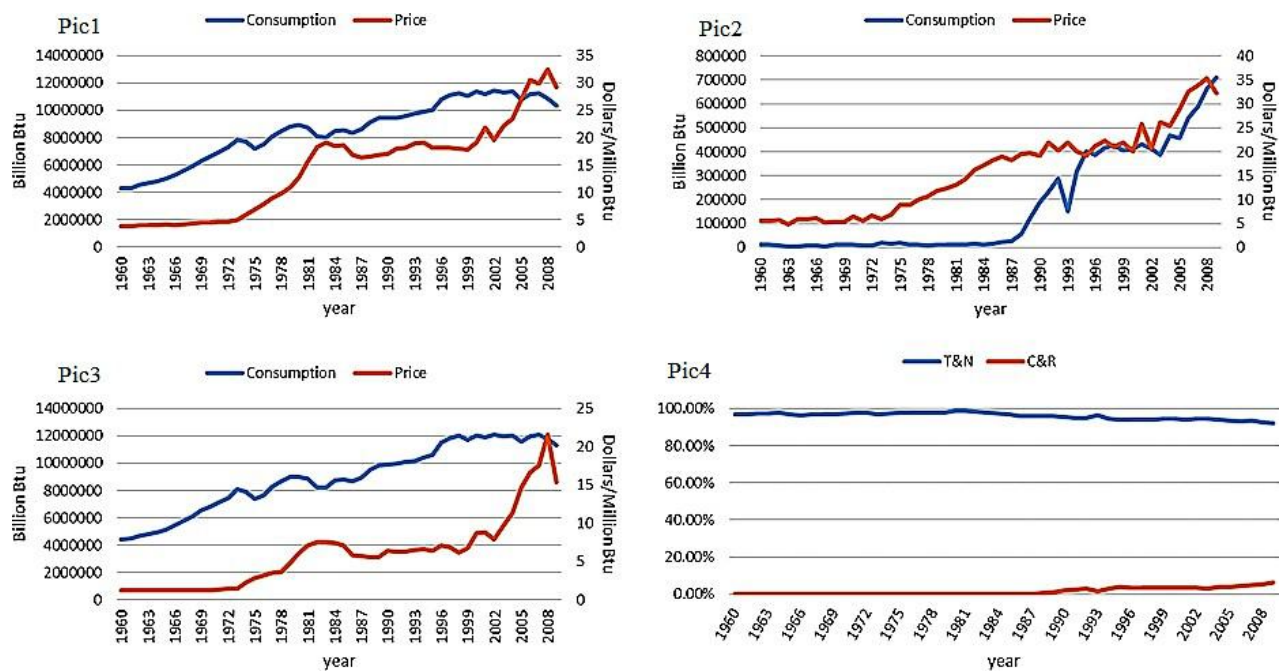 Pic1
Consumption Price
14000000
12000000
10000000
8000000
6000000
4000000
2000000
0
Billion Btu
35
30
25
20
15
10
5
0
Dollars/Million Btu
1960 1963 1966 1969 1972 1975 1978 1981 1984 1987 1990 1993 1996 1999 2002 2005 2008
year
Pic2
Consumption Price
800000
700000
600000
500000
400000
300000
200000
100000
0
Billion Btu
40
35
30
25
20
15
10
5
0
Dollars/Million Btu
1960 1963 1966 1969 1972 1975 1978 1981 1984 1987 1990 1993 1996 1999 2002 2005 2008
year
Pic3
Consumption Price
14000000
12000000
10000000
8000000
6000000
4000000
2000000
0
Billion Btu
25
20
15
10
5
0
Dollars/Million Btu
1960 1963 1966 1969 1972 1975 1978 1981 1984 1987 1990 1993 1996 1999 2002 2005 2008
year
Pic4
T&N C&R
100.00%
80.00%
60.00%
40.00%
20.00%
0.00%
1960 1963 1966 1969 1972 1975 1978 1981 1984 1987 1990 1993 1996 1999 2002 2005 2008
year